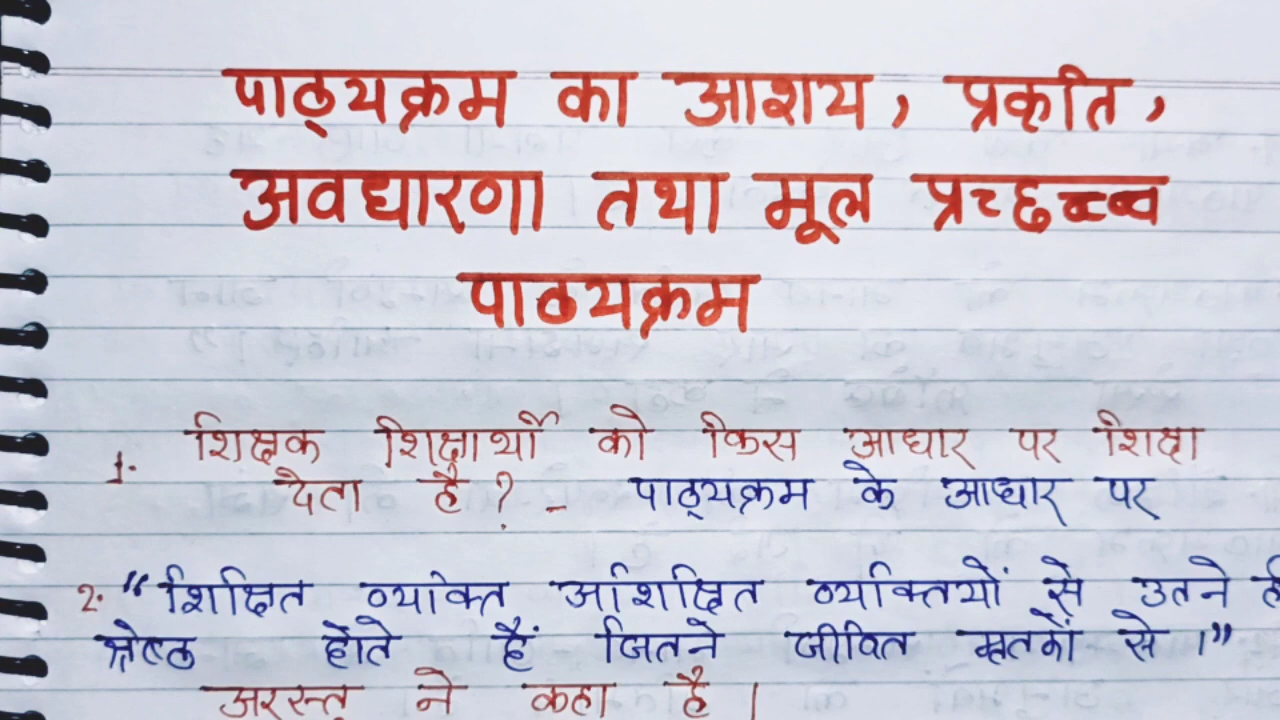 पाठ्यक्रम का आशय, प्रकृति,
अवधारणा तथा मूल प्रच्छन्न
पाठयक्रम
1. शिक्षक शिक्षार्थी को किस आधार पर शिक्षा
देता है? - पाठ्यक्रम के आधार पर
2. “शिक्षित व्यक्ति अशिक्षित व्यक्तियों से उतने ही
श्रेष्ठ होते हैं जितने जीवित मृतकों से।”
अरस्तु ने कहा है।